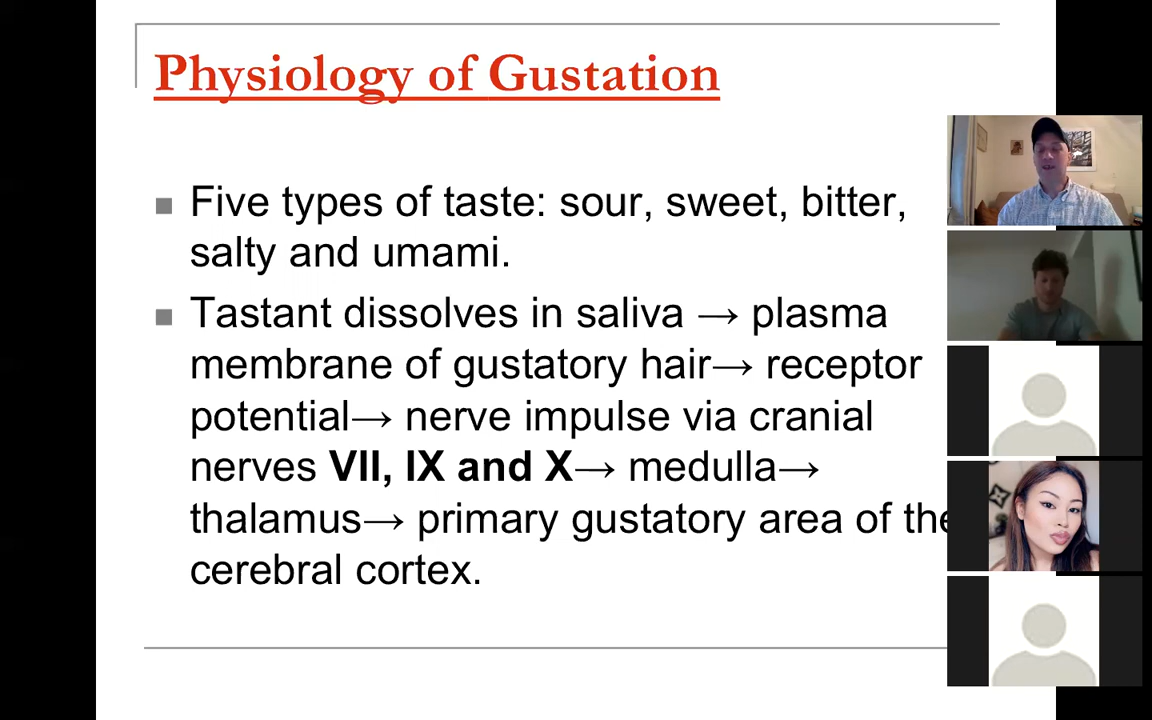 Physiology of Gustation
Five types of taste: sour, sweet, bitter,
salty and umami.
Tastant dissolves in saliva → plasma
membrane of gustatory hair→ receptor
potential→ nerve impulse via cranial
nerves VII, IX and X→ medulla→
thalamus→ primary gustatory area of the
cerebral cortex.